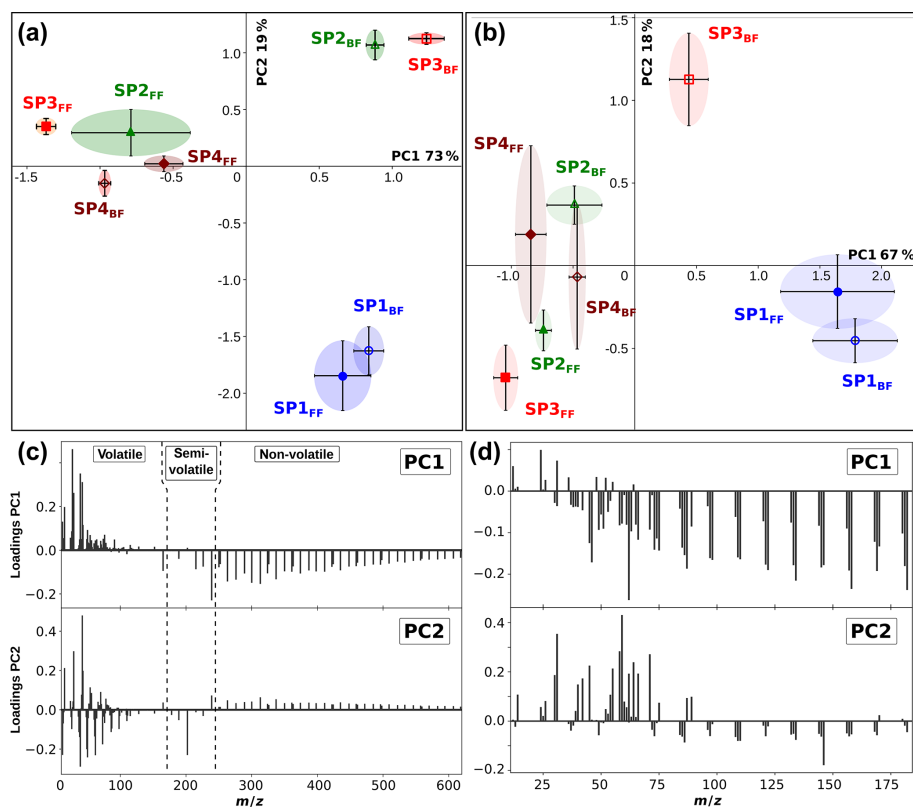 (a)
PC2 19 %
SP2BF
SP3BF
SP2FF
SP3FF
SP4FF
PC1 73 %
SP4BF
SP1BF
SP1FF
1.0
0.5
-1.5
-1.0
-0.5
0.5
1.0
-0.5
-1.0
-1.5
-2.0
(b)
PC2 18 %
1.5
SP3BF
1.0
SP4FF
SP2BF
0.5
PC1 67 %
-1.0
-0.5
0
0.5
1.0
1.5
2.0
SP4BF
SP1FF
SP2FF
-0.5
SP1BF
SP3FF
(c)
Volatile
Semi-
volatile
Non-volatile
PC1
Loadings PC1
0.2
0.0
−0.2
PC2
Loadings PC2
0.4
0.2
0.0
−0.2
0 100 200 300 400 500 600
m/z
(d)
PC1
0.0
−0.1
−0.2
PC2
0.4
0.2
0.0
−0.2
25 50 75 100 125 150 175
m/z